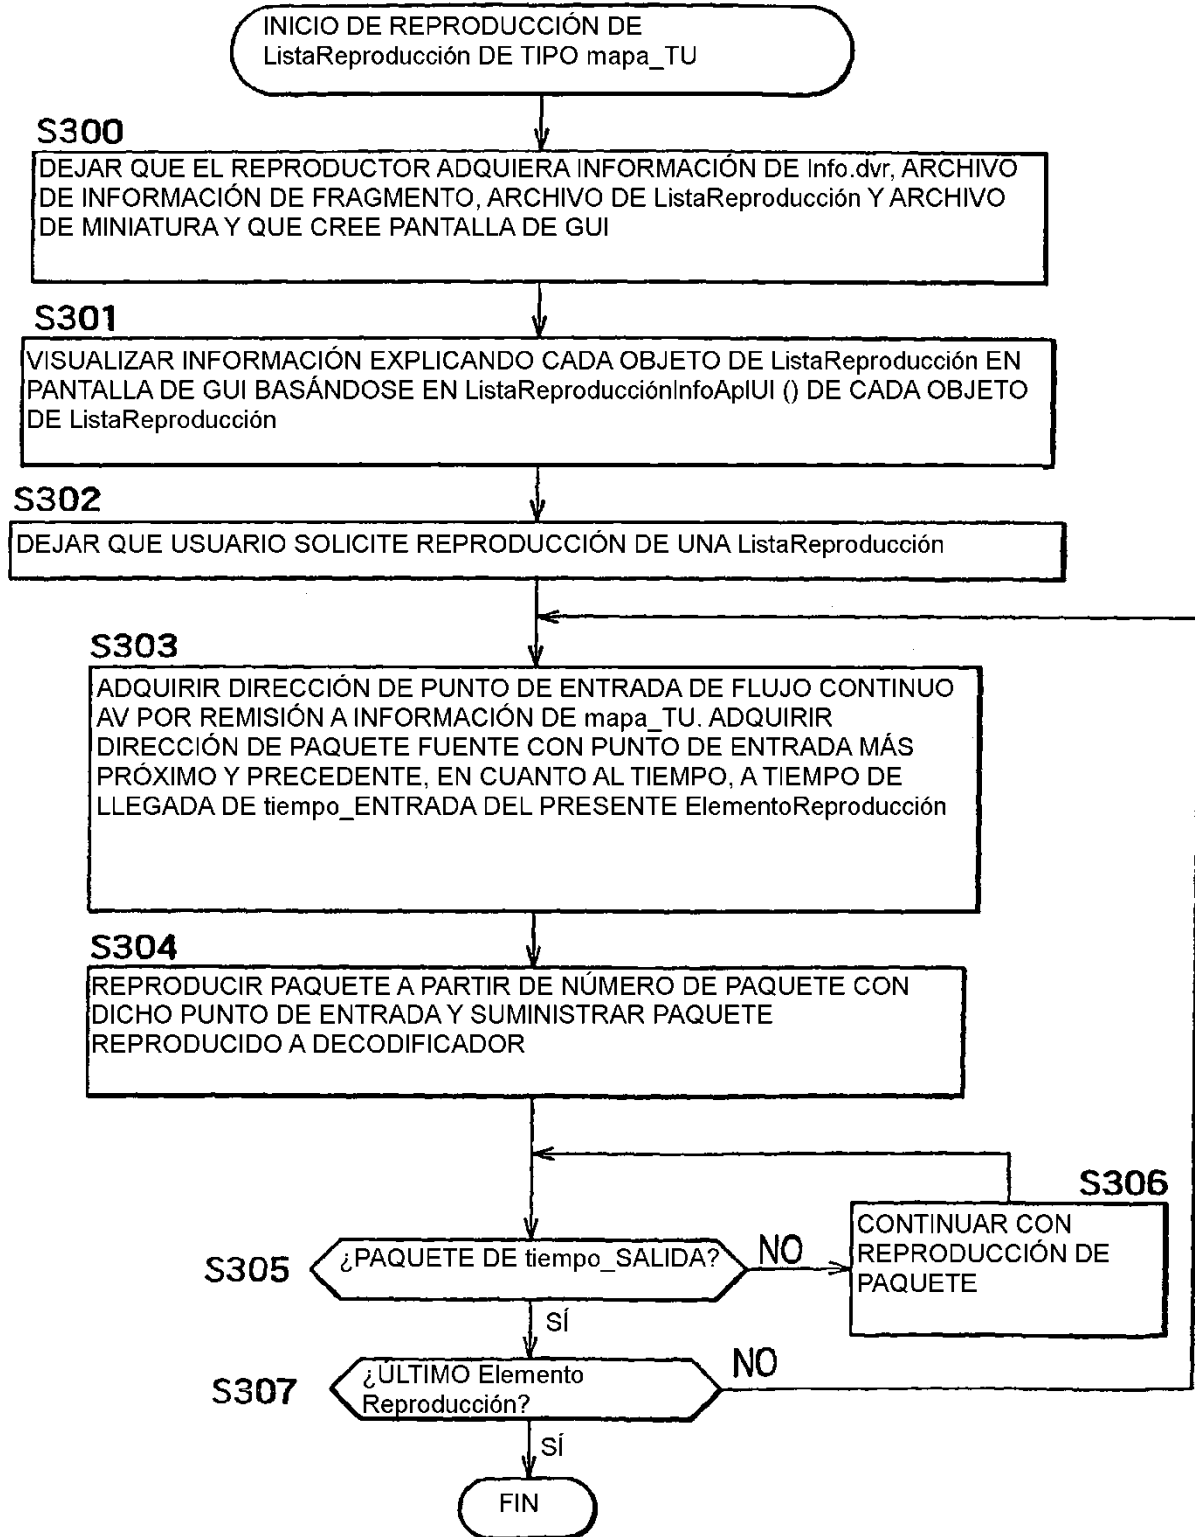 INICIO DE REPRODUCCIÓN DE
ListaReproducción DE TIPO mapa_TU
S300
DEJAR QUE EL REPRODUCTOR ADQUIERA INFORMACIÓN DE Info.dvr, ARCHIVO
DE INFORMACIÓN DE FRAGMENTO, ARCHIVO DE ListaReproducción Y ARCHIVO
DE MINIATURA Y QUE CREE PANTALLA DE GUI
S301
VISUALIZAR INFORMACIÓN EXPLICANDO CADA OBJETO DE ListaReproducción EN
PANTALLA DE GUI BASÁNDOSE EN ListaReproducciónInfoAplUI () DE CADA OBJETO
DE ListaReproducción
S302
DEJAR QUE USUARIO SOLICITE REPRODUCCIÓN DE UNA ListaReproducción
S303
ADQUIRIR DIRECCIÓN DE PUNTO DE ENTRADA DE FLUJO CONTINUO
AV POR REMISIÓN A INFORMACIÓN DE mapa_TU. ADQUIRIR
DIRECCIÓN DE PAQUETE FUENTE CON PUNTO DE ENTRADA MÁS
PRÓXIMO Y PRECEDENTE, EN CUANTO AL TIEMPO, A TIEMPO DE
LLEGADA DE tiempo_ENTRADA DEL PRESENTE ElementoReproducción
S304
REPRODUCIR PAQUETE A PARTIR DE NÚMERO DE PAQUETE CON
DICHO PUNTO DE ENTRADA Y SUMINISTRAR PAQUETE
REPRODUCIDO A DECODIFICADOR
S305
¿PAQUETE DE tiempo_SALIDA?
NO
S306
CONTINUAR CON
REPRODUCCIÓN DE
PAQUETE
SÍ
S307
¿ÚLTIMO Elemento
Reproducción?
NO
SÍ
FIN